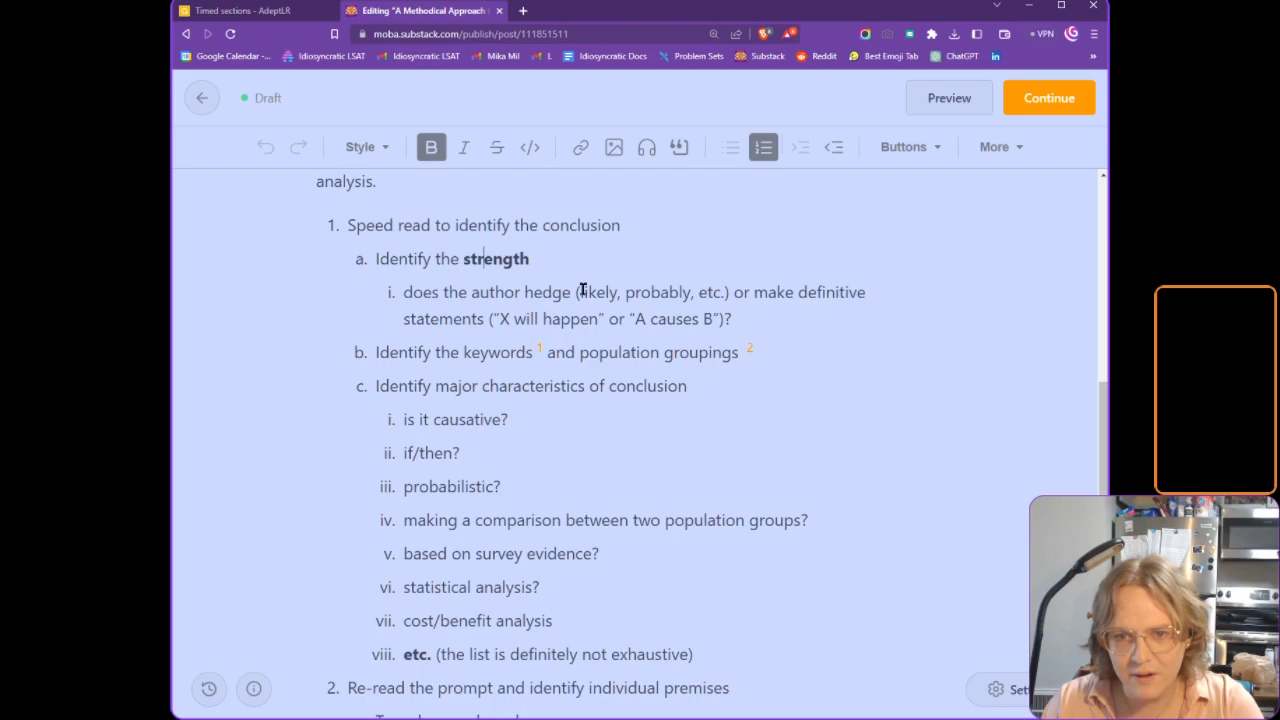 Timed sections - AdeptLR
Editing "A Methodical Approach
moba.substack.com/publish/post/111851511
VPN
Google Calendar -...
Idiosyncratic LSAT
Idiosyncratic LSAT
Mika Mil
L
Idiosyncratic Docs
Problem Sets
Substack
Reddit
Best Emoji Tab
ChatGPT
Draft
Preview
Continue
Style
B
I
S
Buttons
More
analysis.
1. Speed read to identify the conclusion
a. Identify the strength
i. does the author hedge (likely, probably, etc.) or make definitive
statements ("X will happen" or "A causes B")?
b. Identify the keywords 1 and population groupings 2
c. Identify major characteristics of conclusion
i. is it causative?
ii. if/then?
iii. probabilistic?
iv. making a comparison between two population groups?
v. based on survey evidence?
vi. statistical analysis?
vii. cost/benefit analysis
viii. etc. (the list is definitely not exhaustive)
2. Re-read the prompt and identify individual premises